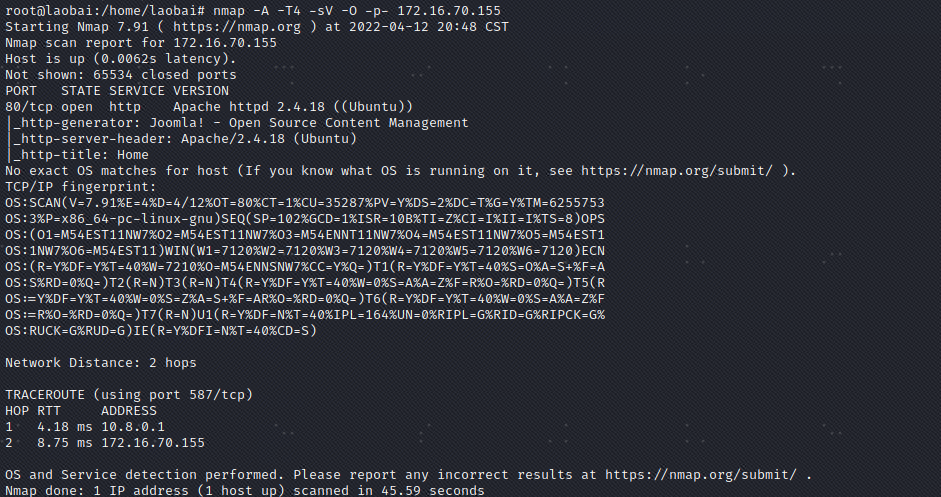 root@laobai:/home/laobai# nmap -A -T4 -sV -O -p- 172.16.70.155
Starting Nmap 7.91 ( https://nmap.org ) at 2022-04-12 20:48 CST
Nmap scan report for 172.16.70.155
Host is up (0.0062s latency).
Not shown: 65534 closed ports
PORT   STATE SERVICE VERSION
80/tcp open  http    Apache httpd 2.4.18 ((Ubuntu))
|_http-generator: Joomla! - Open Source Content Management
|_http-server-header: Apache/2.4.18 (Ubuntu)
|_http-title: Home
No exact OS matches for host (If you know what OS is running on it, see https://nmap.org/submit/ ).
TCP/IP fingerprint:
OS:SCAN(V=7.91%E=4%D=4/12%OT=80%CT=1%CU=35287%PV=Y%DS=2%DC=T%G=Y%TM=6255753
OS:3%P=x86_64-pc-linux-gnu)SEQ(SP=102%GCD=1%ISR=10B%TI=Z%CI=I%II=I%TS=8)OPS
OS:(O1=M54EST11NW7%O2=M54EST11NW7%O3=M54ENNT11NW7%O4=M54EST11NW7%O5=M54EST1
OS:1NW7%O6=M54EST11)WIN(W1=7120%W2=7120%W3=7120%W4=7120%W5=7120%W6=7120)ECN
OS:(R=Y%DF=Y%T=40%W=7210%O=M54ENNSNW7%CC=Y%Q=)T1(R=Y%DF=Y%T=40%S=O%A=S+%F=A
OS:S%RD=0%Q=)T2(R=N)T3(R=N)T4(R=Y%DF=Y%T=40%W=0%S=A%A=Z%F=R%O=%RD=0%Q=)T5(R
OS:=Y%DF=Y%T=40%W=0%S=Z%A=S+%F=AR%O=%RD=0%Q=)T6(R=Y%DF=Y%T=40%W=0%S=A%A=Z%F
OS:=R%O=%RD=0%Q=)T7(R=N)U1(R=Y%DF=N%T=40%IPL=164%UN=0%RIPL=G%RID=G%RIPCK=G%
OS:RUCK=G%RUD=G)IE(R=Y%DFI=N%T=40%CD=S)
Network Distance: 2 hops
TRACEROUTE (using port 587/tcp)
HOP RTT     ADDRESS
1   4.18 ms 10.8.0.1
2   8.75 ms 172.16.70.155
OS and Service detection performed. Please report any incorrect results at https://nmap.org/submit/ .
Nmap done: 1 IP address (1 host up) scanned in 45.59 seconds